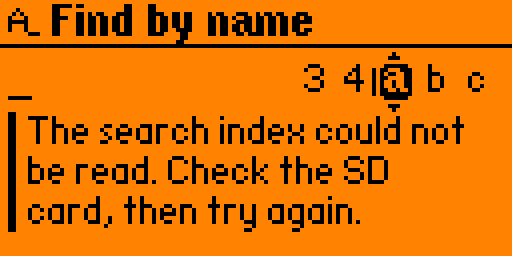 A_ Find by name
_ 3 4 a b c
The search index could not
be read. Check the SD
card, then try again.